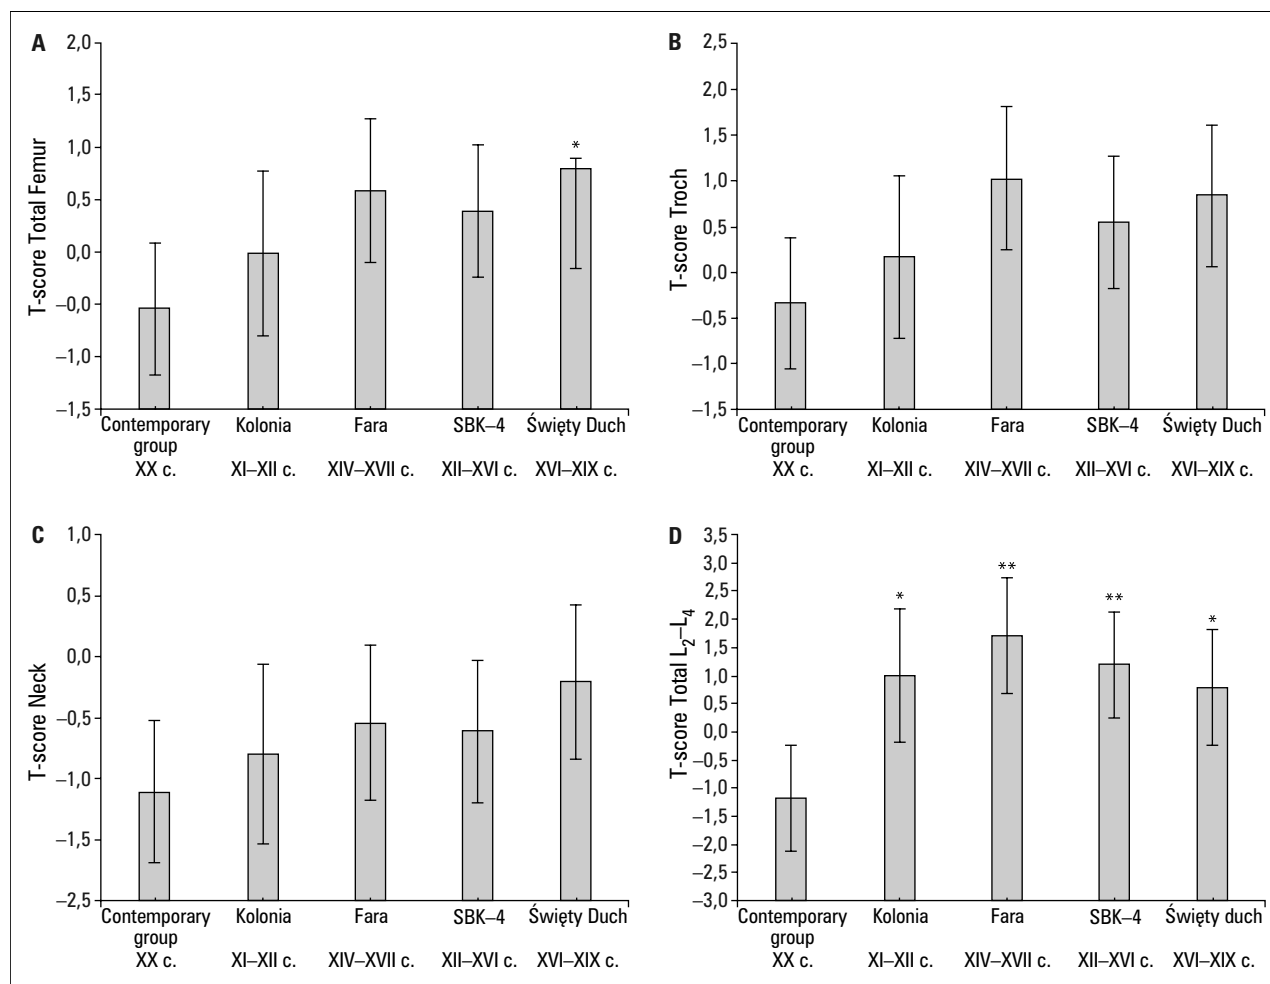 A
T-score Total Femur
2,0
1,5
1,0
0,5
0,0
–0,0
–1,0
–1,5
*
Contemporary Kolonia Fara SBK–4 Święty Duch
group
XX c. XI–XII c. XIV–XVII c. XII–XVI c. XVI–XIX c.
B
T-score Troch
2,5
2,0
1,5
1,0
0,5
0,0
–0,5
–1,0
–1,5
Contemporary Kolonia Fara SBK–4 Święty Duch
group
XX c. XI–XII c. XIV–XVII c. XII–XVI c. XVI–XIX c.
C
T-score Neck
1,0
0,5
0,0
–0,5
–1,0
–1,5
–2,5
Contemporary Kolonia Fara SBK–4 Święty Duch
group
XX c. XI–XII c. XIV–XVII c. XII–XVI c. XVI–XIX c.
D
T-score Total L2–L4
3,5
3,0
2,5
2,0
1,5
1,0
0,5
0,0
–0,5
–1,0
–1,5
–2,0
–2,5
–3,0
* ** ** *
Contemporary Kolonia Fara SBK–4 Święty duch
group
XX c. XI–XII c. XIV–XVII c. XII–XVI c. XVI–XIX c.